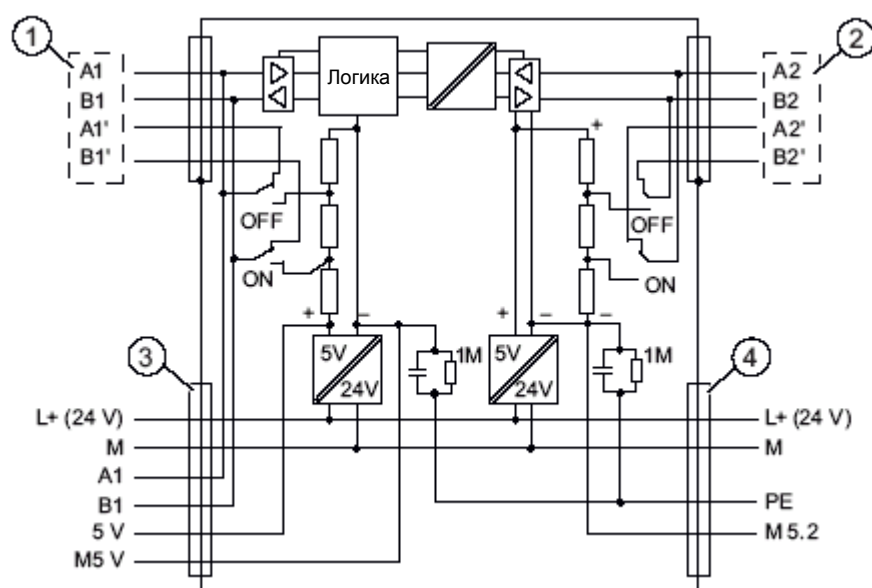 1
2
A1
B1
A1'
B1'
Логика
A2
B2
A2'
B2'
+
OFF
ON
OFF
ON
+
–
+
–
–
5V
24V
1M
5V
24V
1M
3
4
L+ (24 V)
M
A1
B1
5 V
M5 V
L+ (24 V)
M
PE
M 5.2